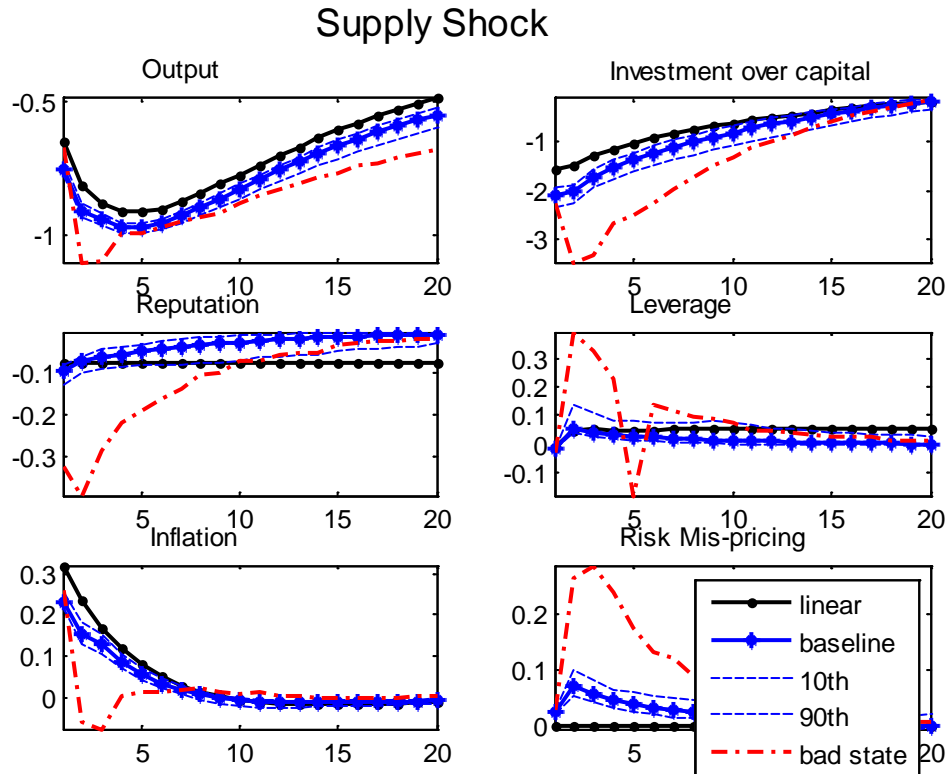 Supply Shock
Output
-0.5
-1
5 10 15 20
Investment over capital
-1
-2
-3
5 10 15 20
Reputation
-0.1
-0.2
-0.3
5 10 15 20
Leverage
0.3
0.2
0.1
0
-0.1
5 10 15 20
Inflation
0.3
0.2
0.1
0
5 10 15 20
Risk Mis-pricing
0.2
0.1
0
5 10 15 20
linear
baseline
10th
90th
bad state